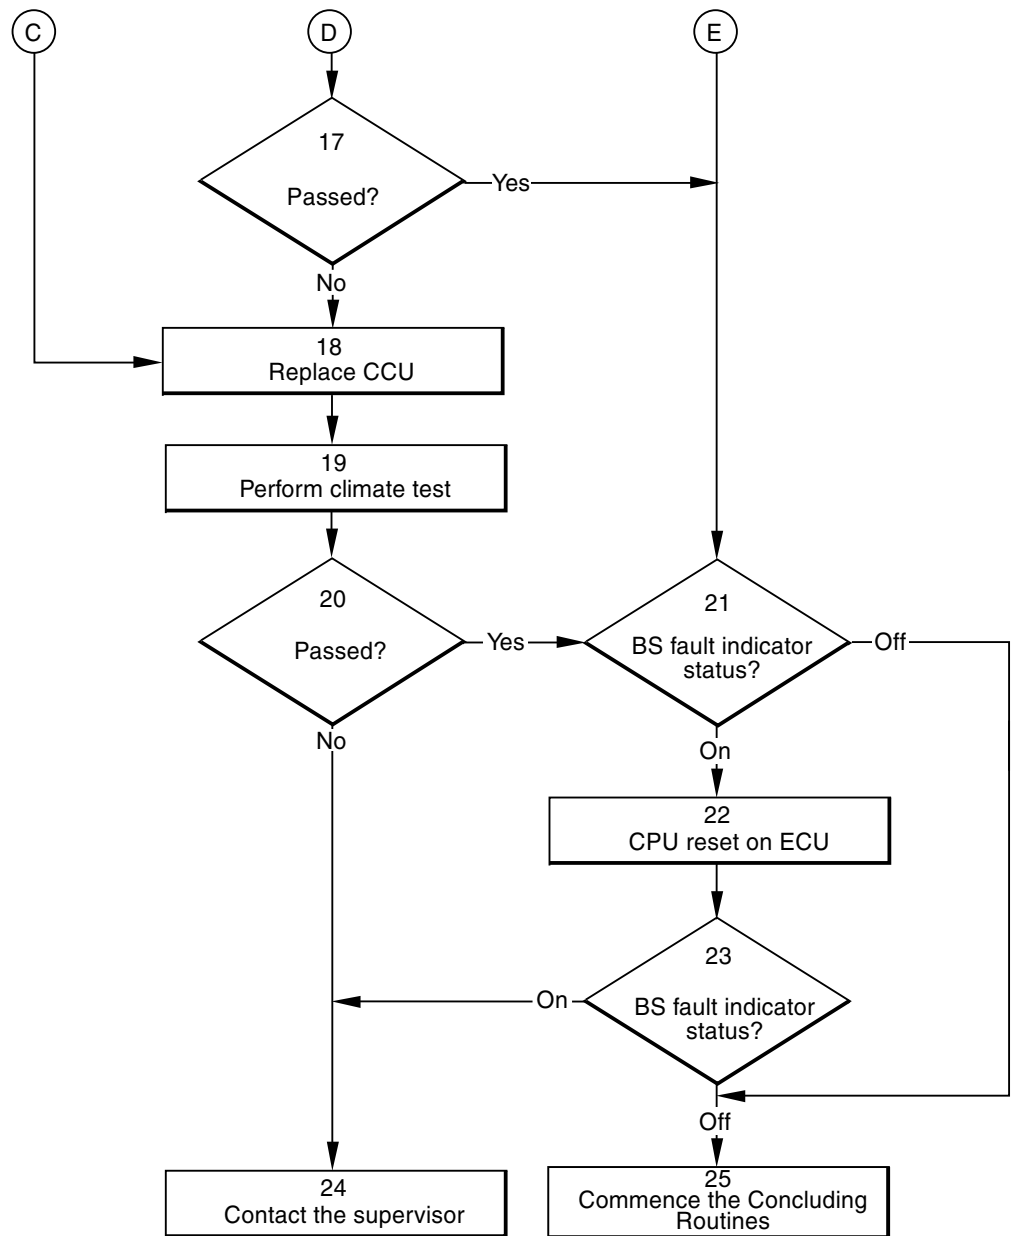 C
D
E
17
Passed?
Yes
No
18
Replace CCU
19
Perform climate test
20
Passed?
Yes
21
BS fault indicator
status?
Off
No
On
22
CPU reset on ECU
23
BS fault indicator
status?
On
Off
24
Contact the supervisor
25
Commence the Concluding
Routines